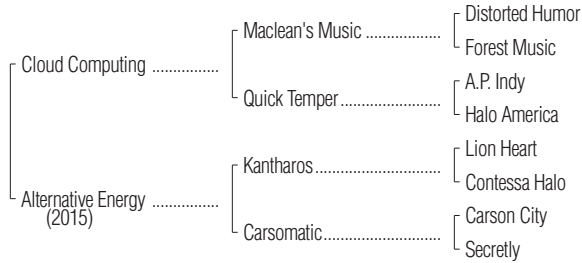 Distorted Humor
Maclean's Music ..................
Forest Music
Cloud Computing ................
A.P. Indy
Quick Temper........................
Halo America
Lion Heart
Kantharos..............................
Contessa Halo
Alternative Energy ................
(2015)
Carson City
Carsomatic............................
Secretly